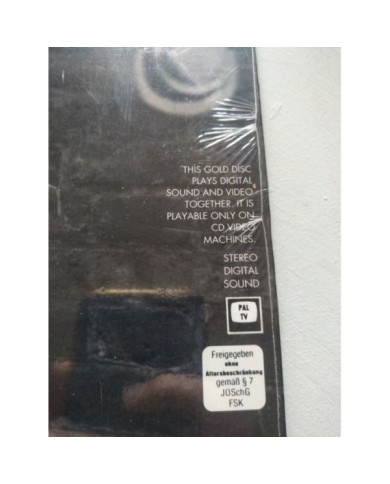 THIS GOLD DISC
PLAYS DIGITAL
SOUND AND VIDEO
TOGETHER. IT IS
PLAYABLE ONLY ON
CD VIDEO
MACHINES.
STEREO
DIGITAL
SOUND
PAL
TV
Freigegeben
ohne
Altersbeschränkung
gemäß § 7
JÖSchG
FSK